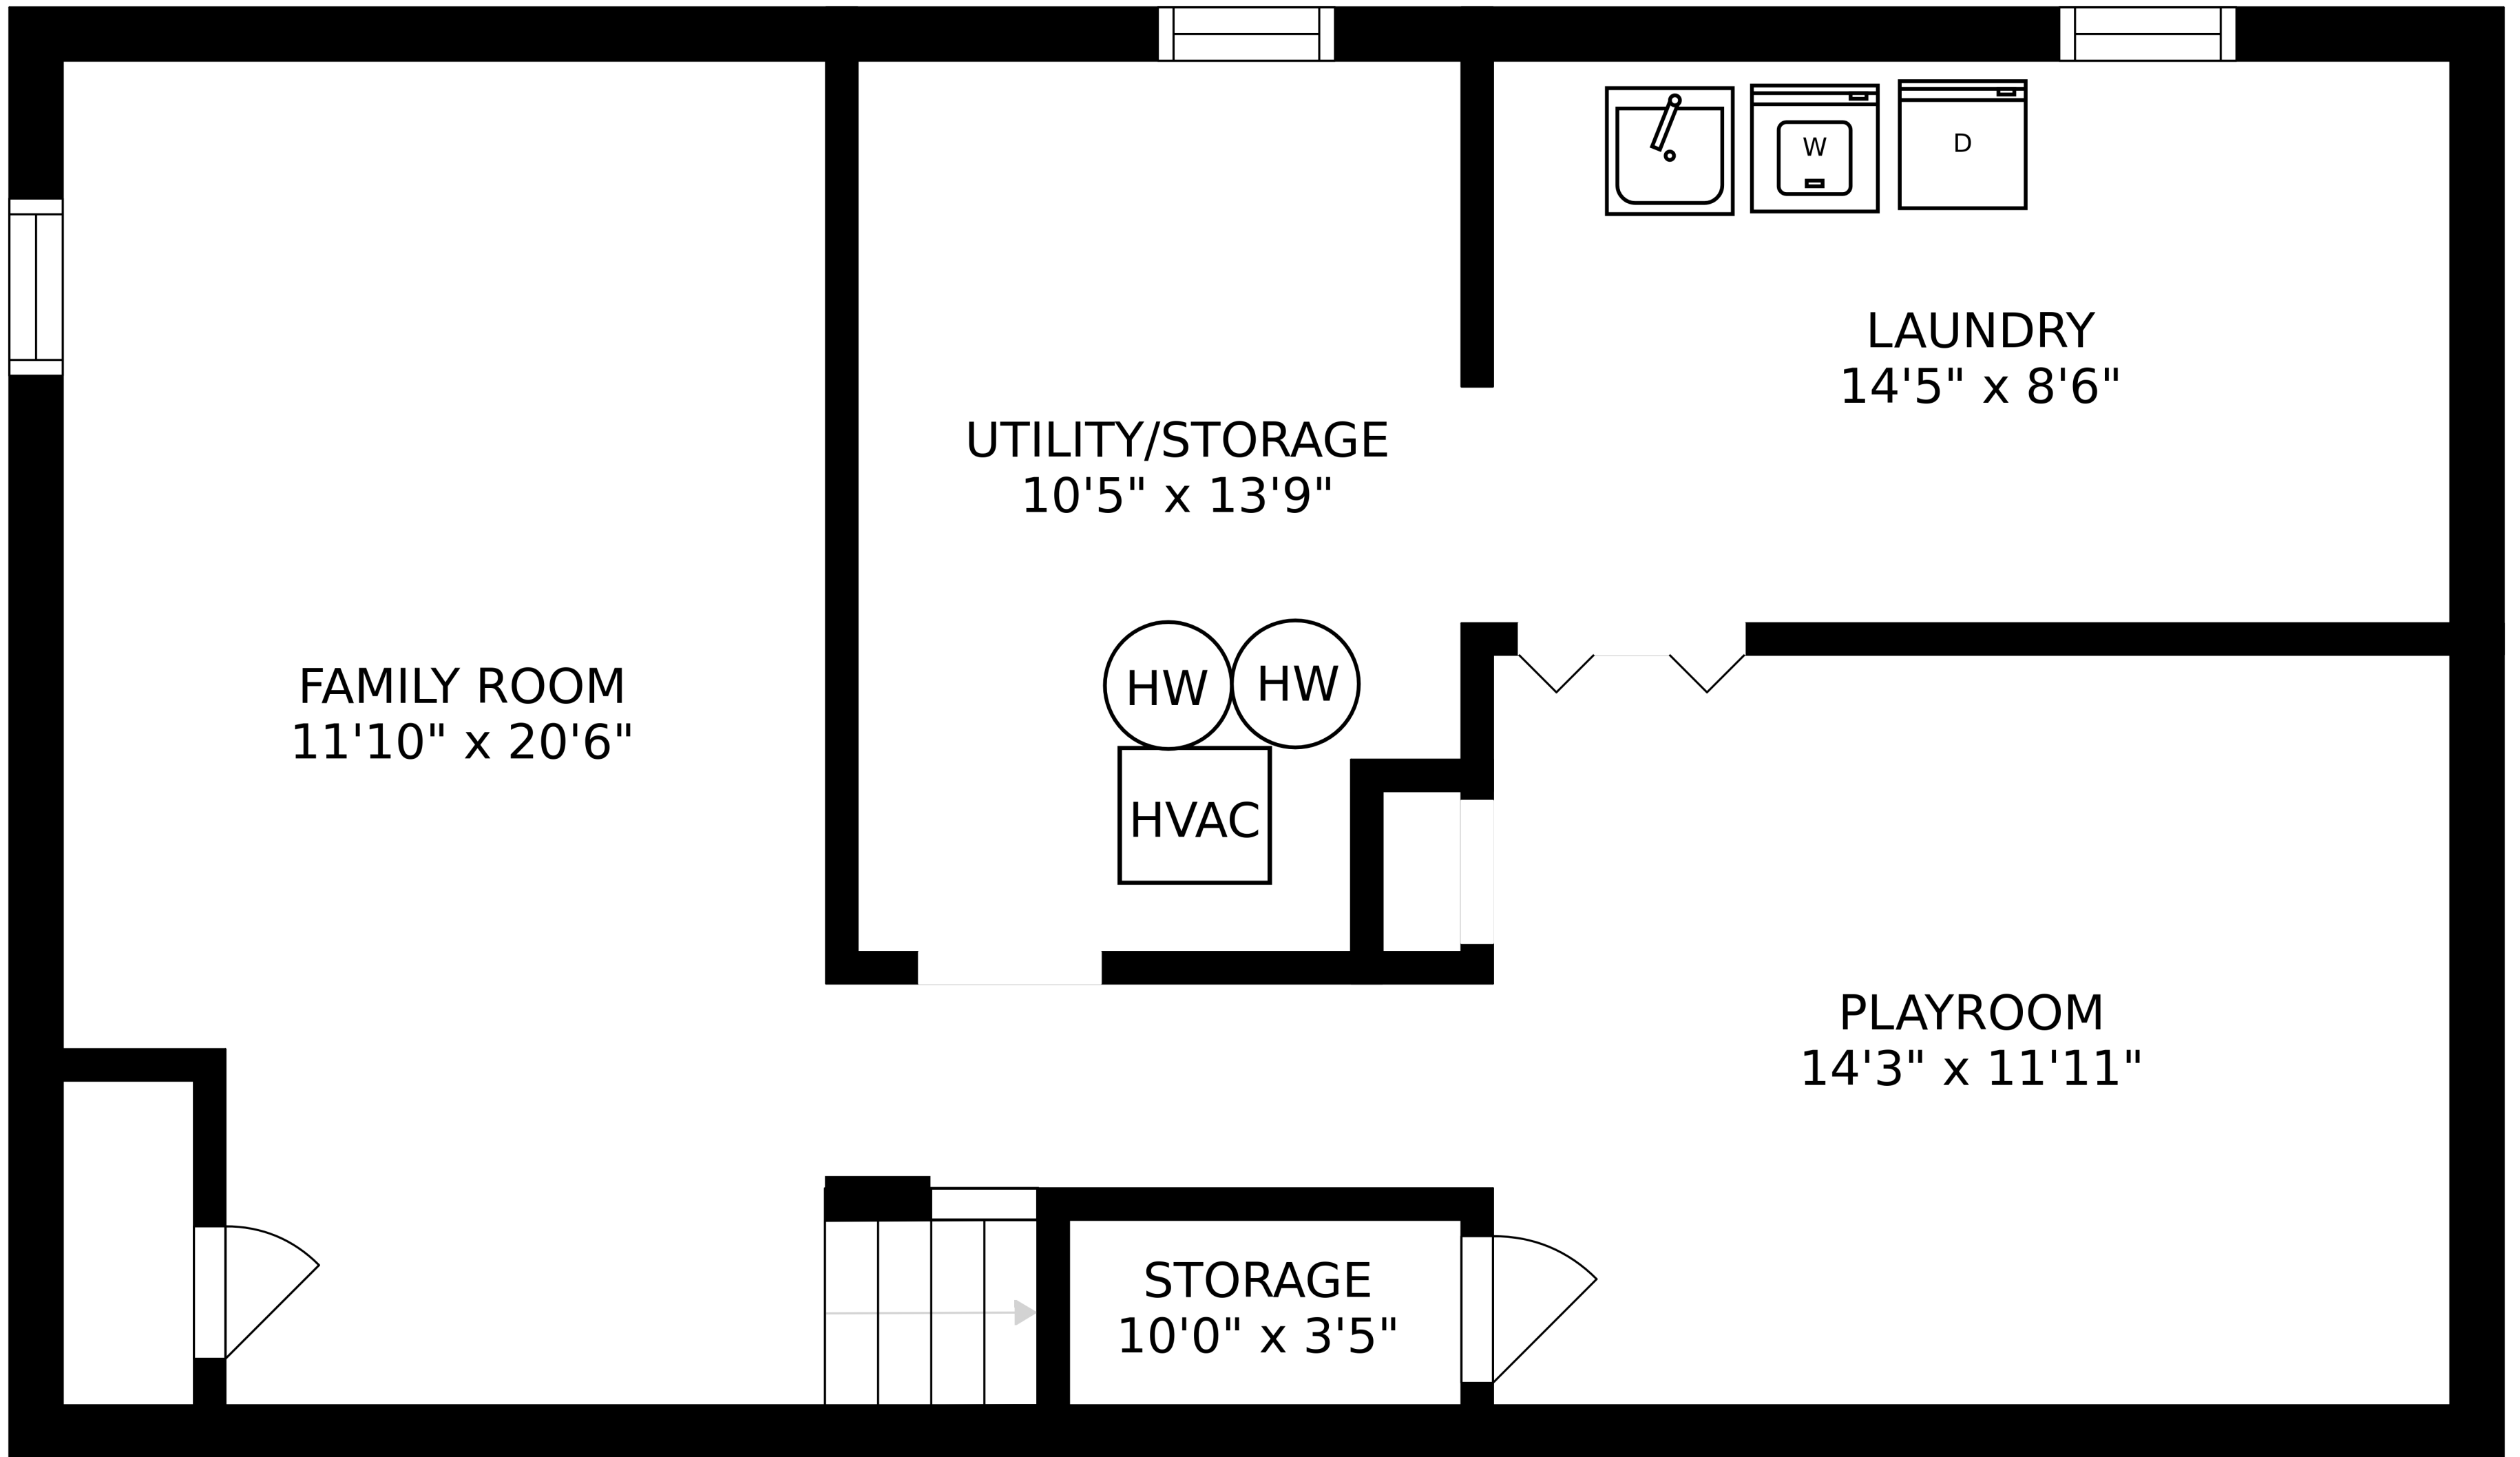 W
D
LAUNDRY
14'5" x 8'6"
UTILITY/STORAGE
10'5" x 13'9"
FAMILY ROOM
11'10" x 20'6"
HW
HW
HVAC
PLAYROOM
14'3" x 11'11"
STORAGE
10'0" x 3'5"